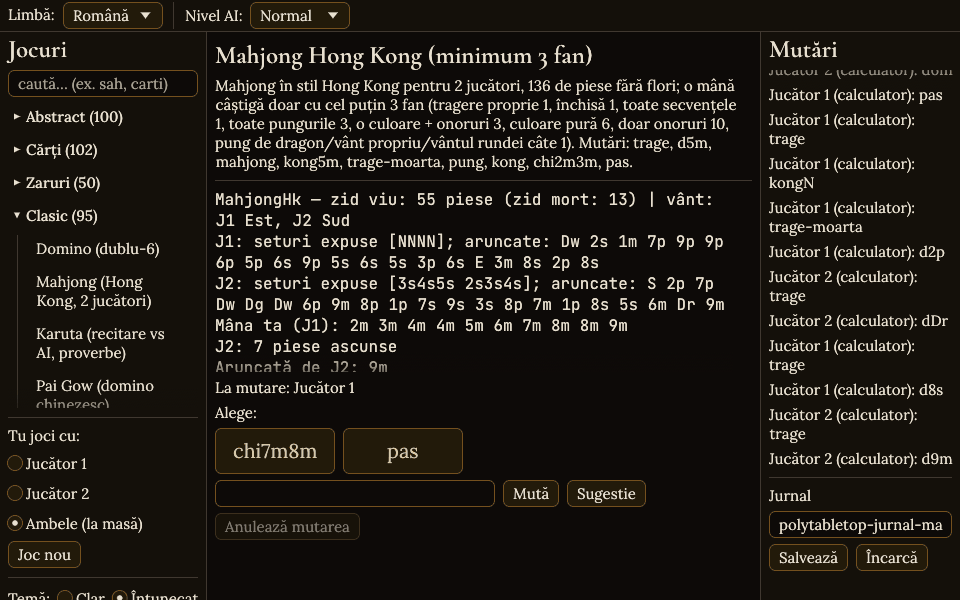 Limbă: Română ▼ Nivel AI: Normal ▼
Jocuri
caută... (ex. sah, carti)
▸ Abstract (100)
▸ Cărți (102)
▸ Zaruri (50)
▾ Clasic (95)
Domino (dublu-6)
Mahjong (Hong
Kong, 2 jucători)
Karuta (recitare vs
AI, proverbe)
Pai Gow (domino
chinezesc)
Tu joci cu:
Jucător 1
Jucător 2
Ambele (la masă)
Joc nou
Temă: Clar Întunecat
Mahjong Hong Kong (minimum 3 fan)
Mahjong în stil Hong Kong pentru 2 jucători, 136 de piese fără flori; o mână
câștigă doar cu cel puțin 3 fan (tragere proprie 1, închisă 1, toate secvențele
1, toate pungurile 3, o culoare + onoruri 3, culoare pură 6, doar onoruri 10,
pung de dragon/vânt propriu/vântul rundei câte 1). Mutări: trage, d5m,
mahjong, kong5m, trage-moarta, pung, kong, chi2m3m, pas.
MahjongHk — zid viu: 55 piese (zid mort: 13) | vânt:
J1 Est, J2 Sud
J1: seturi expuse [NNNN]; aruncate: Dw 2s 1m 7p 9p 9p
6p 5p 6s 9p 5s 6s 5s 3p 6s E 3m 8s 2p 8s
J2: seturi expuse [3s4s5s 2s3s4s]; aruncate: S 2p 7p
Dw Dg Dw 6p 9m 8p 1p 7s 9s 3s 8p 7m 1p 8s 5s 6m Dr 9m
Mâna ta (J1): 2m 3m 4m 4m 5m 6m 7m 8m 8m 9m
J2: 7 piese ascunse
Aruncată de J2: 9m
La mutare: Jucător 1
Alege:
chi7m8m pas
Mută Sugestie
Anulează mutarea
Mutări
Jucător 2 (calculator): d8m
Jucător 1 (calculator): pas
Jucător 1 (calculator):
trage
Jucător 1 (calculator):
kongN
Jucător 1 (calculator):
trage-moarta
Jucător 1 (calculator): d2p
Jucător 2 (calculator):
trage
Jucător 2 (calculator): dDr
Jucător 1 (calculator):
trage
Jucător 1 (calculator): d8s
Jucător 2 (calculator):
trage
Jucător 2 (calculator): d9m
Jurnal
polytabletop-jurnal-ma
Salvează Încarcă